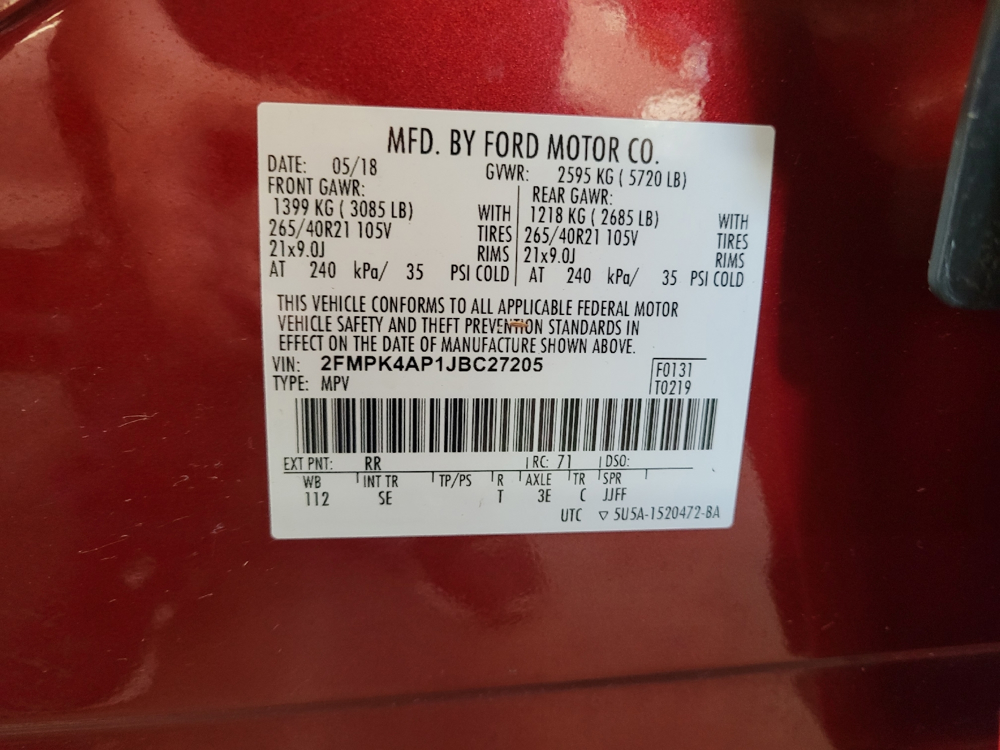 MFD. BY FORD MOTOR CO.
DATE: 05/18 GVWR: 2595 KG ( 5720 LB)
FRONT GAWR: REAR GAWR:
1399 KG ( 3085 LB) WITH 1218 KG ( 2685 LB) WITH
265/40R21 105V TIRES 265/40R21 105V TIRES
21x9.0J RIMS 21x9.0J RIMS
AT 240 kPa/ 35 PSI COLD AT 240 kPa/ 35 PSI COLD
THIS VEHICLE CONFORMS TO ALL APPLICABLE FEDERAL MOTOR
VEHICLE SAFETY AND THEFT PREVENTION STANDARDS IN
EFFECT ON THE DATE OF MANUFACTURE SHOWN ABOVE.
VIN: 2FMPK4AP1JBC27205 F0131
TYPE: MPV T0219
EXT PNT: RR RC: 71 DSO:
WB INT TR TP/PS R AXLE TR SPR
112 SE T 3E C JJFF
UTC ▽ 5U5A-1520472-BA